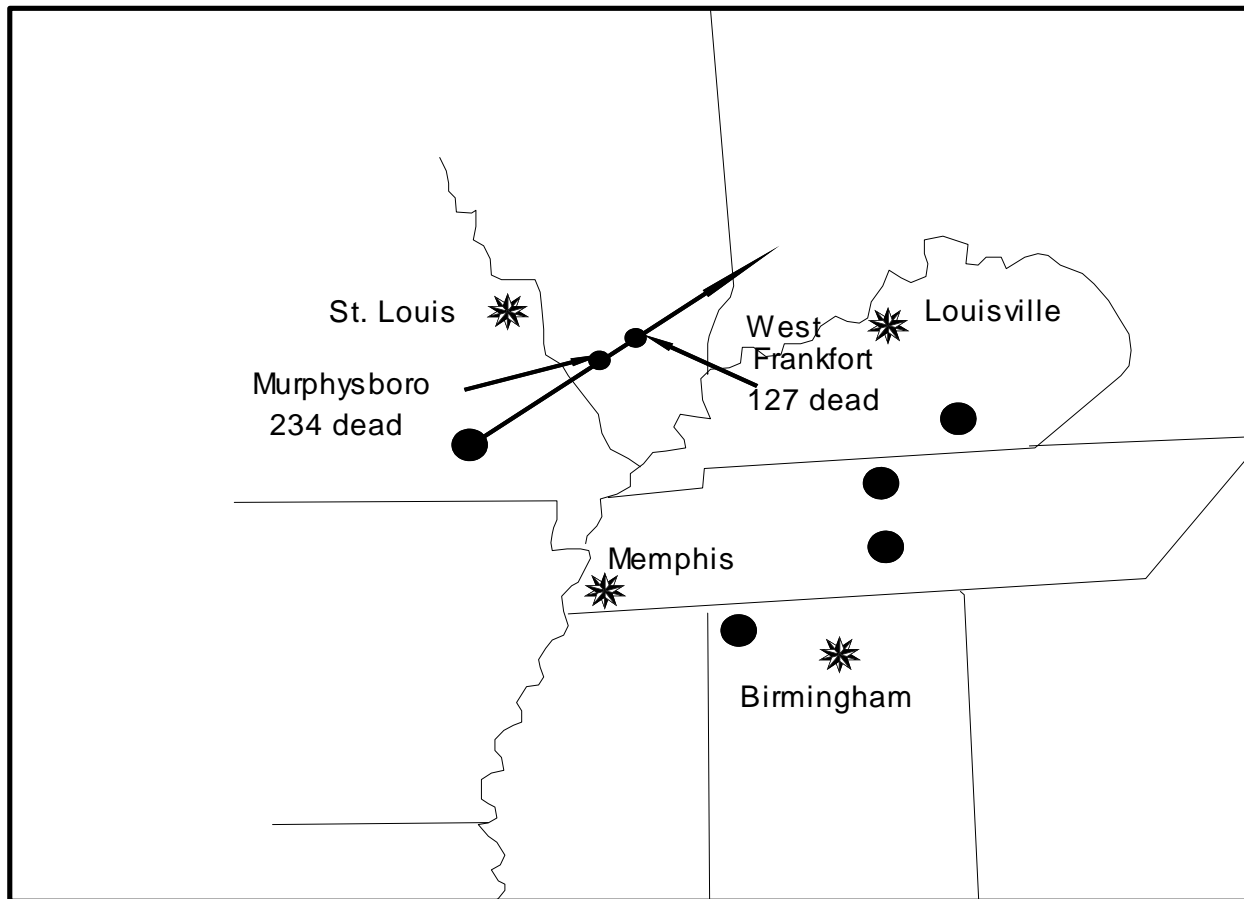 St. Louis
Louisville
West
Frankfort
127 dead
Murphysboro
234 dead
Memphis
Birmingham